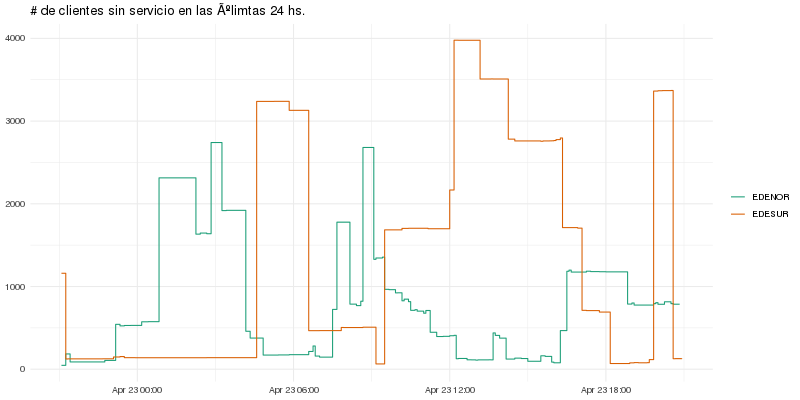 # de clientes sin servicio en las Ãºlimtas 24 hs.
4000
3000
2000
1000
0
Apr 23 00:00
Apr 23 06:00
Apr 23 12:00
Apr 23 18:00
EDENOR
EDESUR